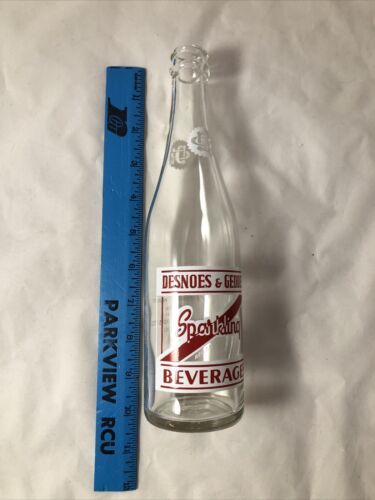 DESNOES & GEDD
Sparkling
BEVERAGE
PARKVIEW RCU